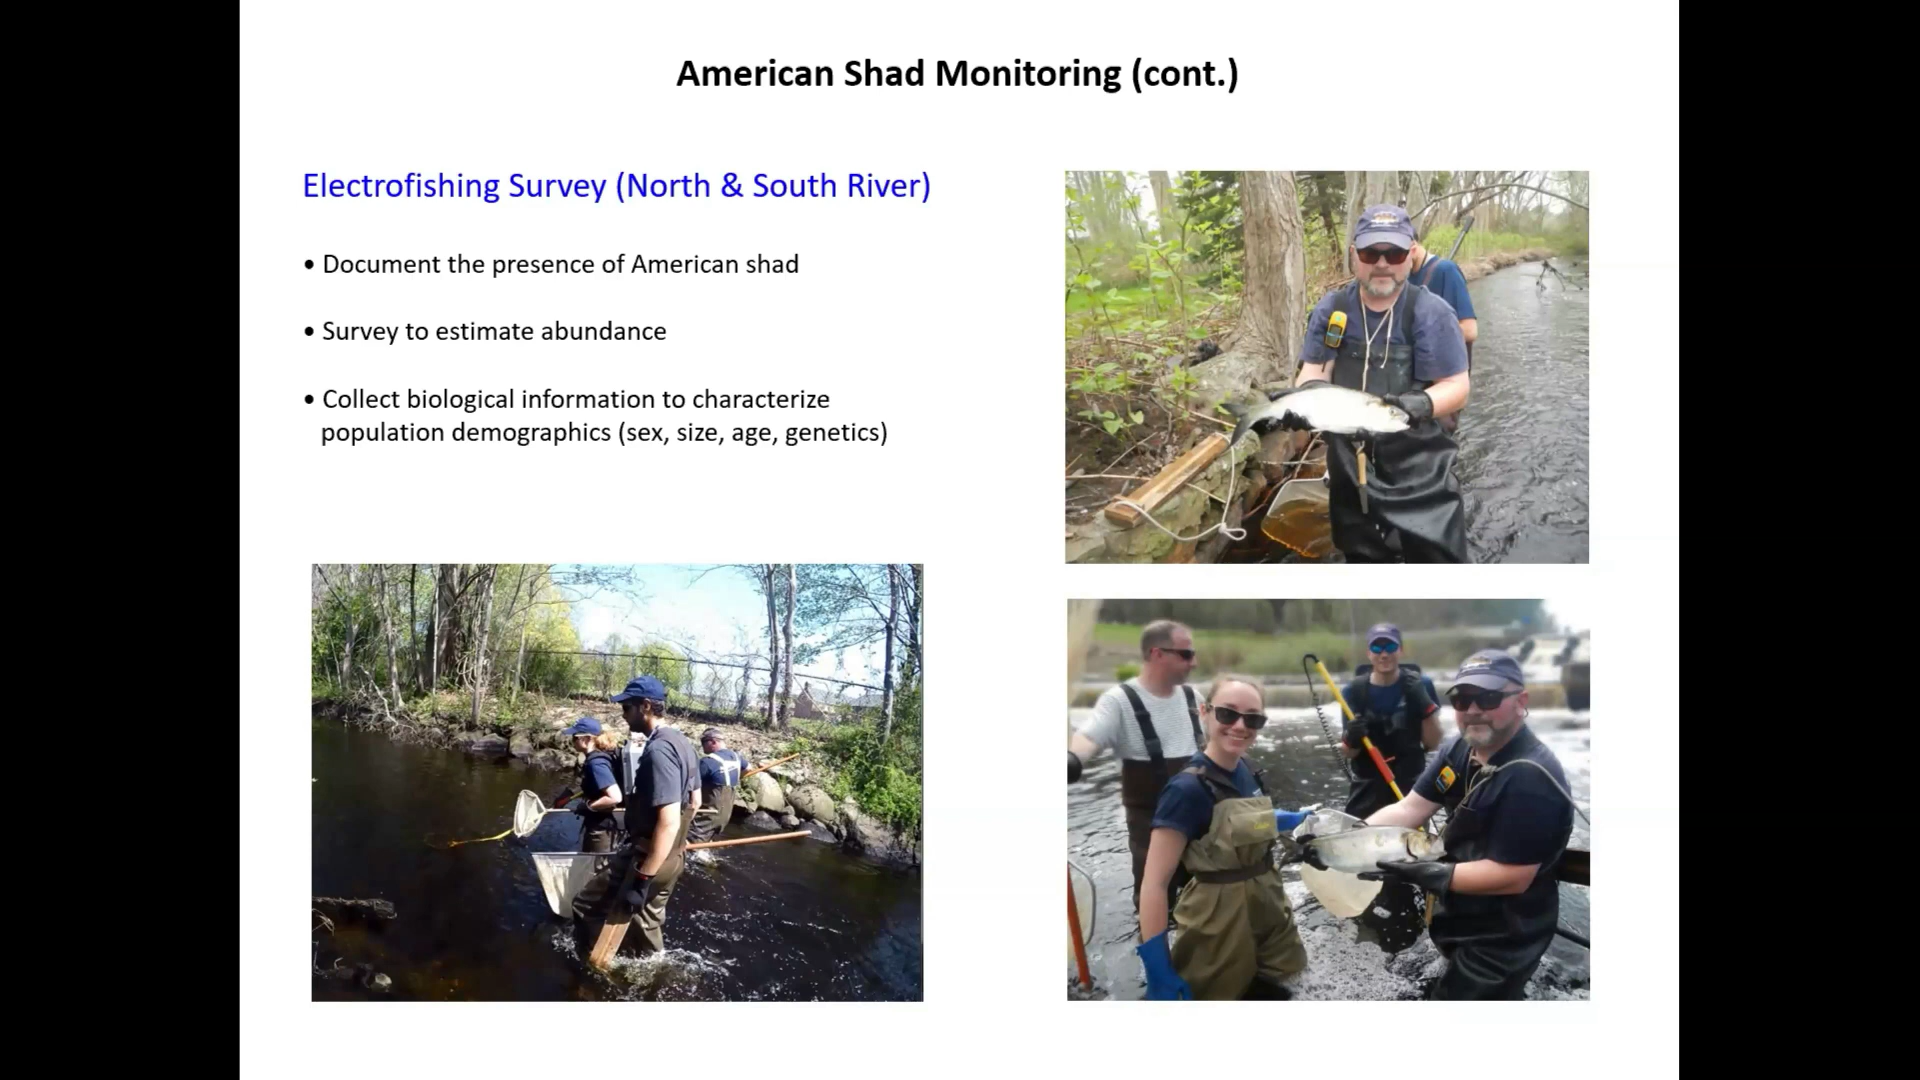 American Shad Monitoring (cont.)
Electrofishing Survey (North & South River)
• Document the presence of American shad
• Survey to estimate abundance
• Collect biological information to characterize
population demographics (sex, size, age, genetics)